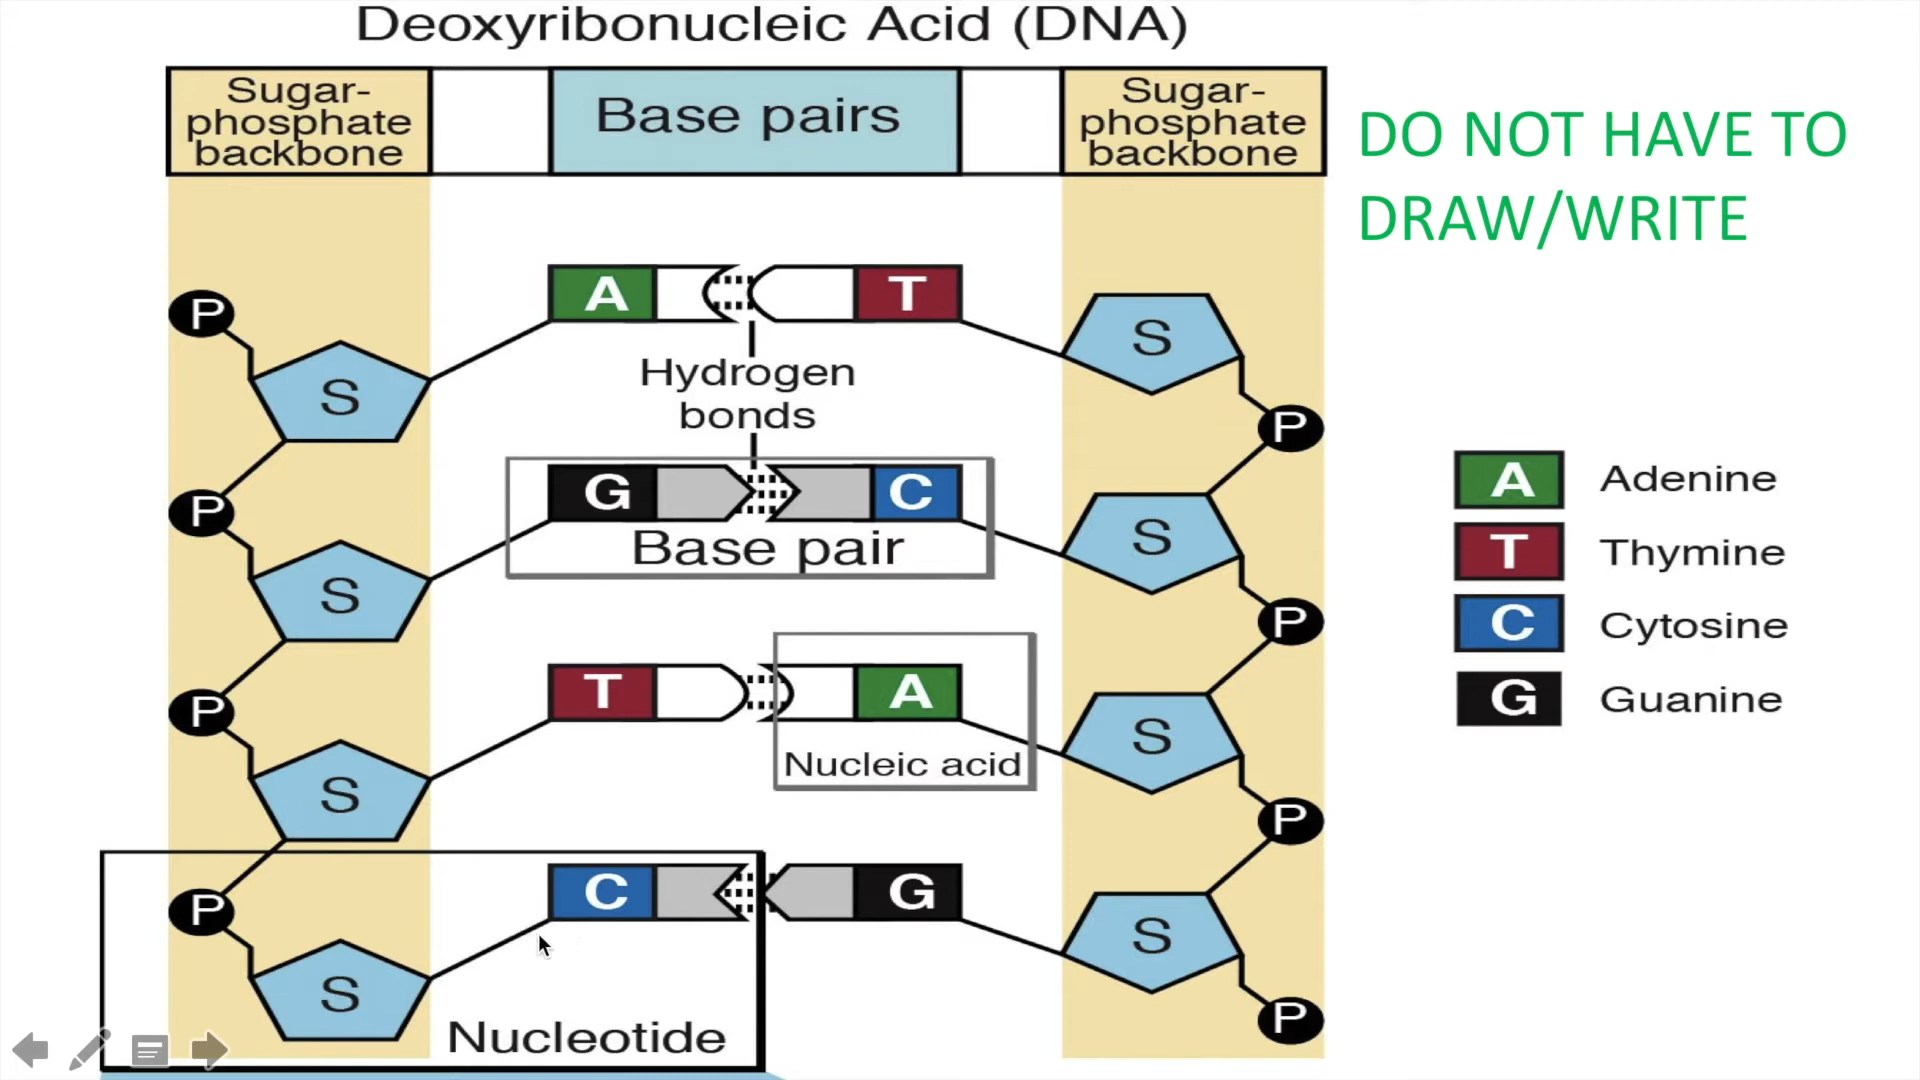 Deoxyribonucleic Acid (DNA)
Sugar-
phosphate
backbone
Base pairs
Sugar-
phosphate
backbone
DO NOT HAVE TO
DRAW/WRITE
A
T
P
S
S
Hydrogen
bonds
P
G
C
P
Base pair
S
S
P
T
A
P
Nucleic acid
S
S
P
C
G
P
S
S
P
Nucleotide
A Adenine
T Thymine
C Cytosine
G Guanine